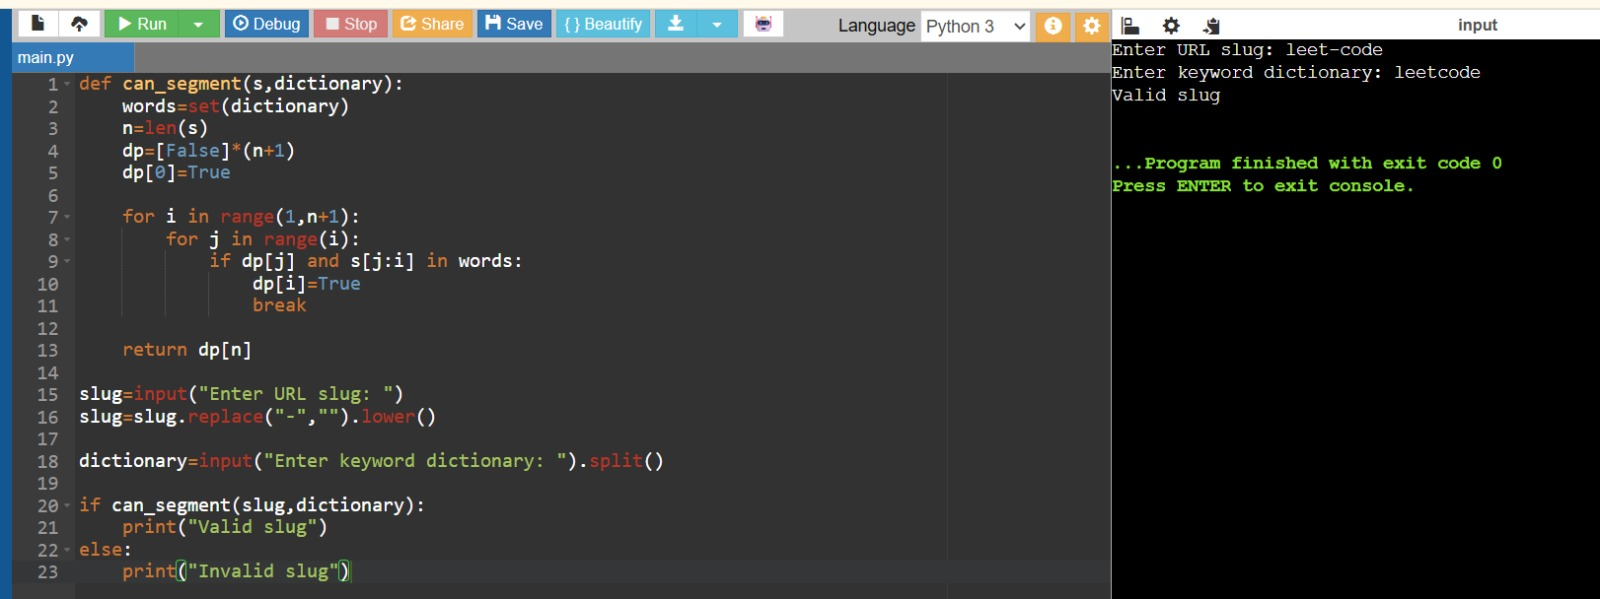 Run Debug Stop Share Save { } Beautify Language Python 3 input
main.py
1 def can_segment(s,dictionary):
2     words=set(dictionary)
3     n=len(s)
4     dp=[False]*(n+1)
5     dp[0]=True
6
7     for i in range(1,n+1):
8         for j in range(i):
9             if dp[j] and s[j:i] in words:
10                 dp[i]=True
11                 break
12
13     return dp[n]
14
15 slug=input("Enter URL slug: ")
16 slug=slug.replace("-","").lower()
17
18 dictionary=input("Enter keyword dictionary: ").split()
19
20 if can_segment(slug,dictionary):
21     print("Valid slug")
22 else:
23     print("Invalid slug")
Enter URL slug: leet-code
Enter keyword dictionary: leetcode
Valid slug
...Program finished with exit code 0
Press ENTER to exit console.